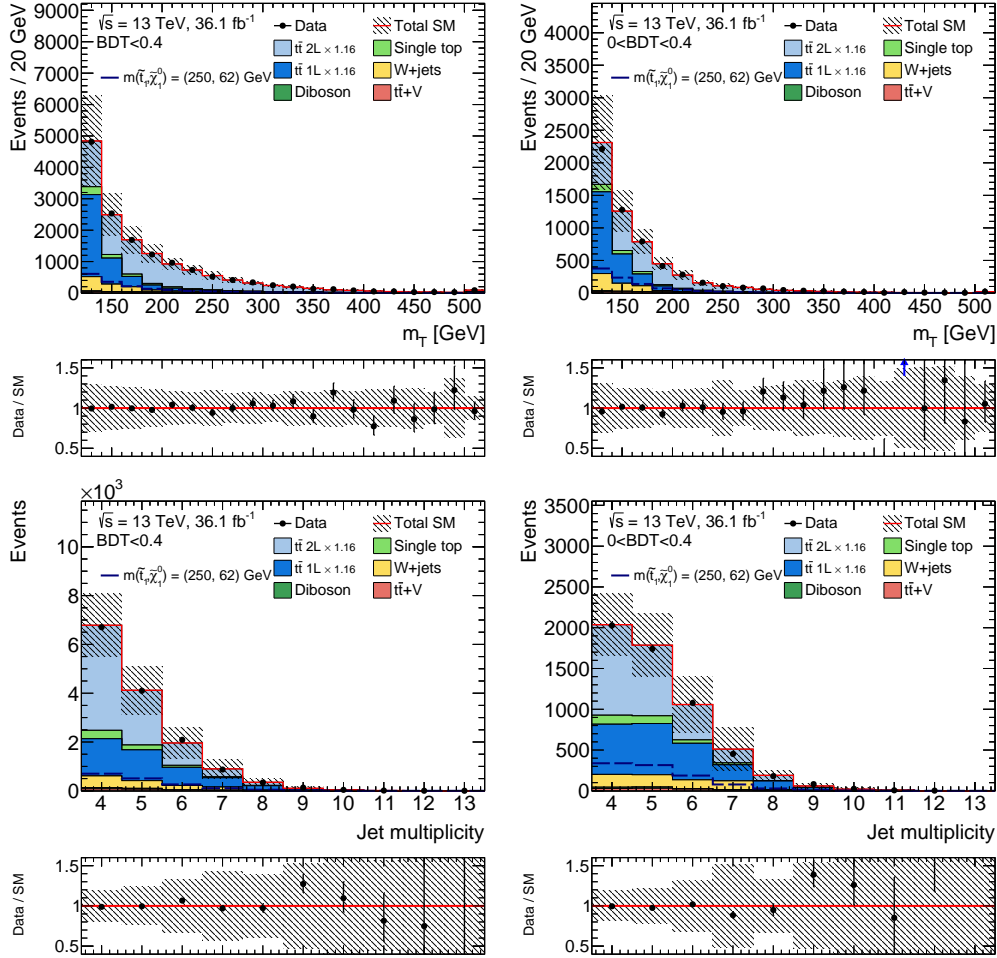 √s = 13 TeV, 36.1 fb⁻¹
BDT<0.4
Data
Total SM
tt̄ 2L × 1.16
Single top
tt̄ 1L × 1.16
W+jets
m(t̃₁,χ̃₁⁰) = (250, 62) GeV
Diboson
tt̄+V
Events / 20 GeV
9000
8000
7000
6000
5000
4000
3000
2000
1000
0
150 200 250 300 350 400 450 500
m_T [GeV]
Data / SM
1.5
1
0.5
√s = 13 TeV, 36.1 fb⁻¹
0<BDT<0.4
Data
Total SM
tt̄ 2L × 1.16
Single top
tt̄ 1L × 1.16
W+jets
m(t̃₁,χ̃₁⁰) = (250, 62) GeV
Diboson
tt̄+V
Events / 20 GeV
4000
3500
3000
2500
2000
1500
1000
500
0
150 200 250 300 350 400 450 500
m_T [GeV]
Data / SM
1.5
1
0.5
×10³
√s = 13 TeV, 36.1 fb⁻¹
BDT<0.4
Data
Total SM
tt̄ 2L × 1.16
Single top
tt̄ 1L × 1.16
W+jets
m(t̃₁,χ̃₁⁰) = (250, 62) GeV
Diboson
tt̄+V
Events
10
8
6
4
2
0
4 5 6 7 8 9 10 11 12 13
Jet multiplicity
Data / SM
1.5
1
0.5
√s = 13 TeV, 36.1 fb⁻¹
0<BDT<0.4
Data
Total SM
tt̄ 2L × 1.16
Single top
tt̄ 1L × 1.16
W+jets
m(t̃₁,χ̃₁⁰) = (250, 62) GeV
Diboson
tt̄+V
Events
3500
3000
2500
2000
1500
1000
500
0
4 5 6 7 8 9 10 11 12 13
Jet multiplicity
Data / SM
1.5
1
0.5